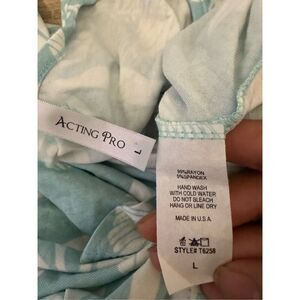 ACTING PRO
L
95%RAYON
5%SPANDEX
HAND WASH
WITH COLD WATER
DO NOT BLEACH
HANG OR LINE DRY
MADE IN U.S.A.
STYLE# T6258
L